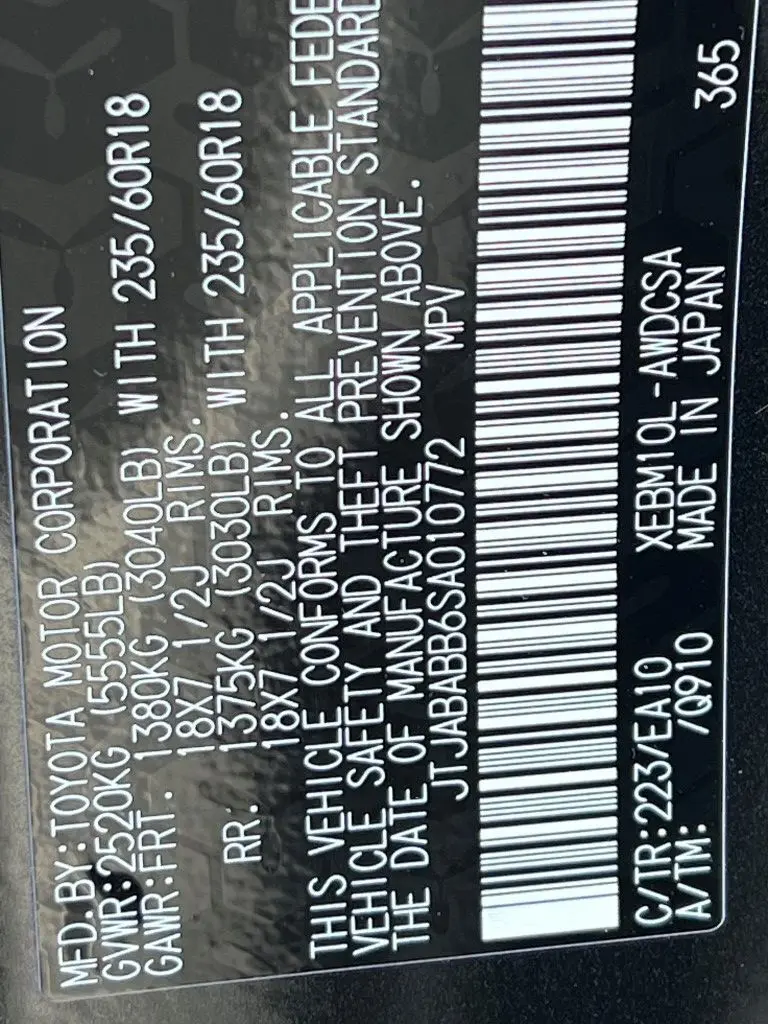 MFD.BY:TOYOTA MOTOR CORPORATION
GVWR:2520KG (5555LB)
GAWR:FRT. 1380KG (3040LB) WITH 235/60R18
18X7 1/2J RIMS.
RR. 1375KG (3030LB) WITH 235/60R18
18X7 1/2J RIMS.
THIS VEHICLE CONFORMS TO ALL APPLICABLE FEDE
VEHICLE SAFETY AND THEFT PREVENTION STANDARD
THE DATE OF MANUFACTURE SHOWN ABOVE.
JTJABABB6SA010772 MPV
C/TR:223/EA10 XEBM10L-AWDCSA
A/TM: /Q910 MADE IN JAPAN 365